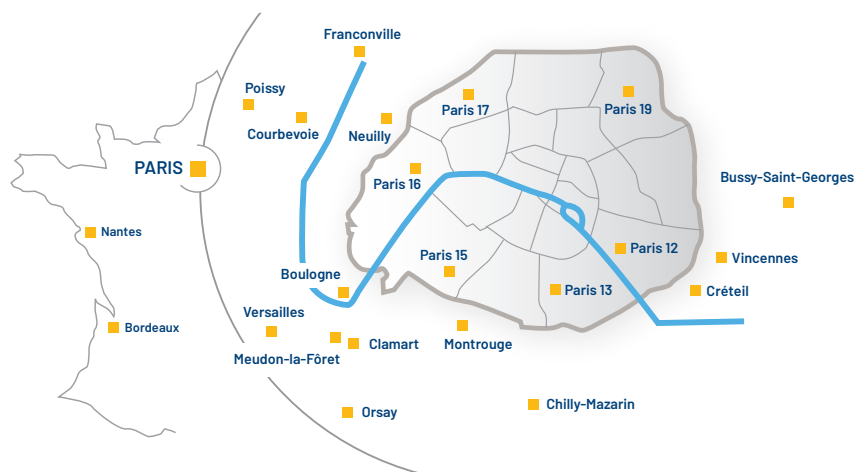 Franconville
Poissy
Courbevoie
Neuilly
Paris 17
Paris 19
PARIS
Paris 16
Bussy-Saint-Georges
Nantes
Paris 15
Paris 12
Vincennes
Boulogne
Paris 13
Créteil
Versailles
Bordeaux
Clamart
Montrouge
Meudon-la-Fôret
Orsay
Chilly-Mazarin